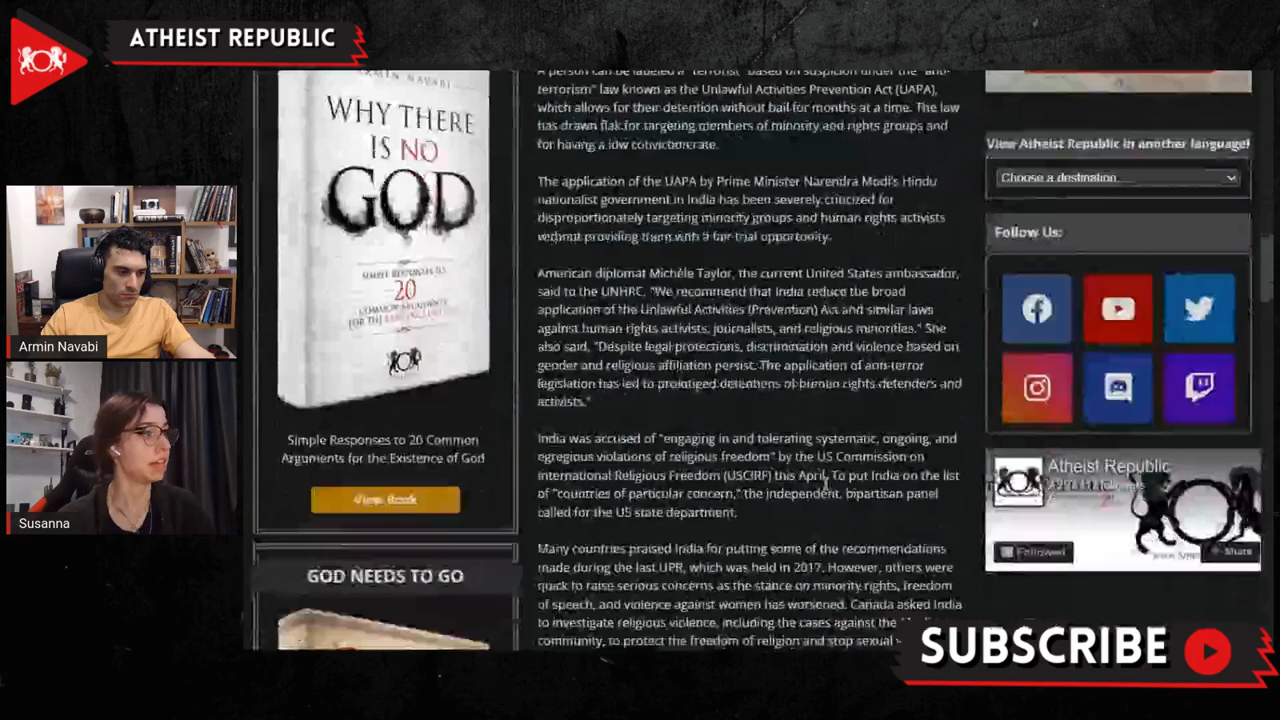 ATHEIST REPUBLIC
ARMIN NAVABI
WHY THERE
IS NO
GOD
SIMPLE RESPONSES TO
20
COMMON ARGUMENTS
FOR THE
Simple Responses to 20 Common
Arguments for the Existence of God
View Book
GOD NEEDS TO GO
A person can be labeled a "terrorist" based on suspicion under the "anti-
terrorism" law known as the Unlawful Activities Prevention Act (UAPA),
which allows for their detention without bail for months at a time. The law
has drawn flak for targeting members of minority and rights groups and
for having a low conviction rate.
The application of the UAPA by Prime Minister Narendra Modi's Hindu
nationalist government in India has been severely criticized for
disproportionately targeting minority groups and human rights activists
without providing them with a fair trial opportunity.
American diplomat Michèle Taylor, the current United States ambassador,
said to the UNHRC, "We recommend that India reduce the broad
application of the Unlawful Activities (Prevention) Act and similar laws
against human rights activists, journalists, and religious minorities." She
also said, "Despite legal protections, discrimination and violence based on
gender and religious affiliation persist. The application of anti-terror
legislation has led to prolonged detentions of human rights defenders and
activists."
India was accused of "engaging in and tolerating systematic, ongoing, and
egregious violations of religious freedom" by the US Commission on
International Religious Freedom (USCIRF) this April. To put India on the list
of "countries of particular concern," the independent, bipartisan panel
called for the US state department.
Many countries praised India for putting some of the recommendations
made during the last UPR, which was held in 2017. However, others were
quick to raise serious concerns as the stance on minority rights, freedom
of speech, and violence against women has worsened. Canada asked India
to investigate religious violence, including the cases against the
community, to protect the freedom of religion and stop sexual
View Atheist Republic in another language!
Choose a destination
Follow Us:
Atheist Republic
followers
Followed
Share
Armin Navabi
Susanna
SUBSCRIBE